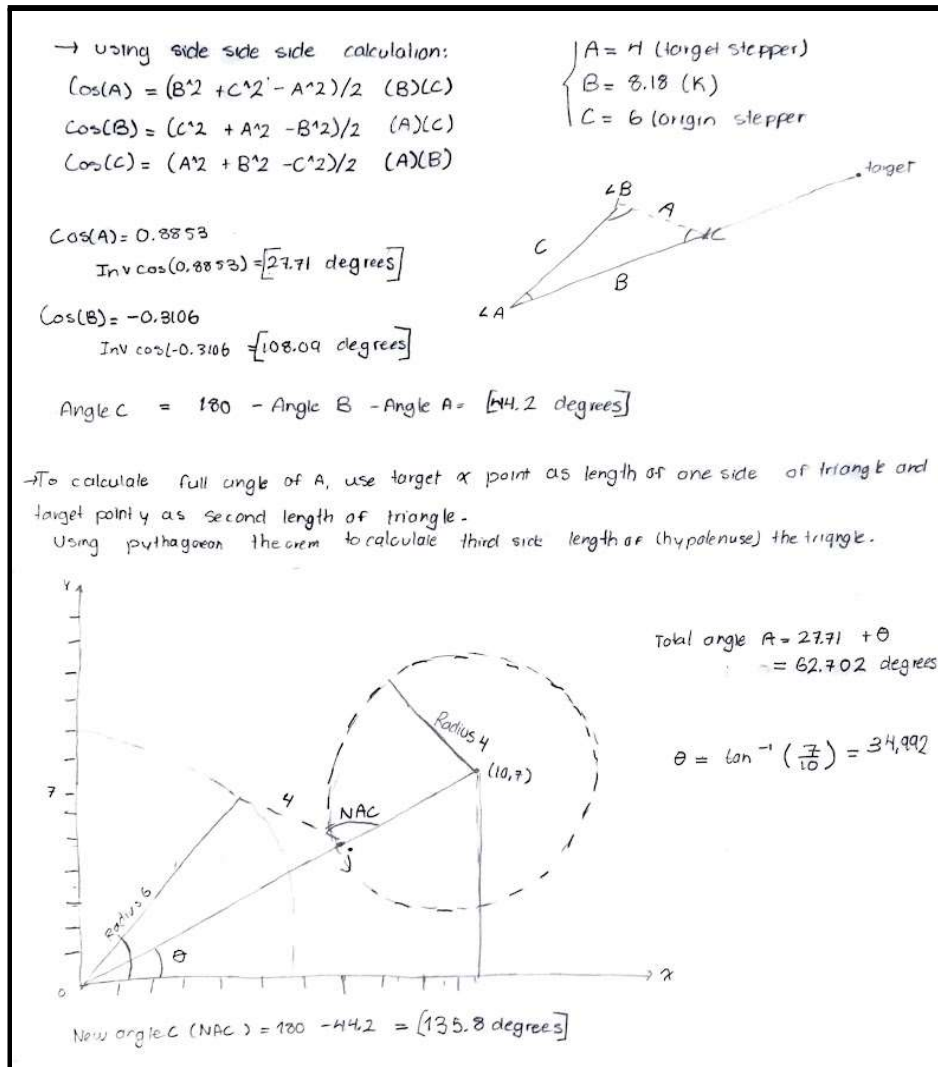 → using side side side calculation:
Cos(A) = (B^2 + C^2 - A^2)/2 (B)(C)
Cos(B) = (C^2 + A^2 - B^2)/2 (A)(C)
Cos(C) = (A^2 + B^2 - C^2)/2 (A)(B)
A = 4 (target stepper)
B = 8.18 (K)
C = 6 (origin stepper
target
∠B
A
C
∠C
B
∠A
Cos(A) = 0.8853
Inv cos(0.8853) = [27.71 degrees]
Cos(B) = -0.3106
Inv cos(-0.3106 = [108.09 degrees]
Angle C = 180 - Angle B - Angle A = [44.2 degrees]
→To calculate full angle of A, use target x point as length of one side of triangle and
target point y as second length of triangle.
Using pythagorean theorem to calculate third side length of (hypotenuse) the triangle.
Total angle A = 27.71 + θ
= 62.702 degrees
θ = tan⁻¹ (7/10) = 34,992
Y
Radius 4
(10,7)
7
4
NAC
j
Radius 6
θ
0
x
New angle C (NAC) = 180 - 44.2 = [135.8 degrees]